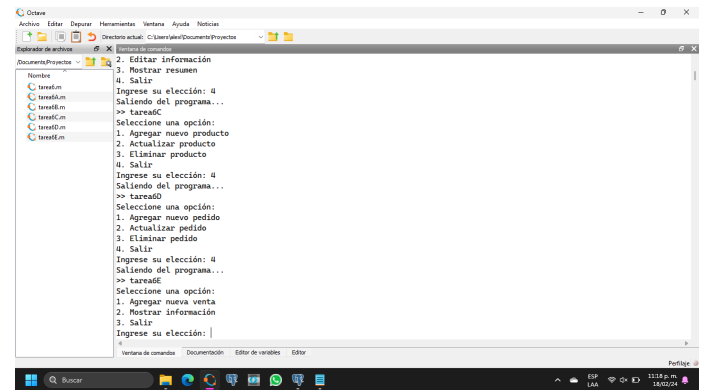 Octave
Archivo Editar Depurar Herramientas Ventana Ayuda Noticias
Directorio actual: C:\Users\alexl\Documents\Proyectos
Explorador de archivos
Ventana de comandos
/Documents/Proyectos
Nombre
tarea6.m
tarea6A.m
tarea6B.m
tarea6C.m
tarea6D.m
tarea6E.m
2. Editar información
3. Mostrar resumen
4. Salir
Ingrese su elección: 4
Saliendo del programa...
>> tarea6C
Seleccione una opción:
1. Agregar nuevo producto
2. Actualizar producto
3. Eliminar producto
4. Salir
Ingrese su elección: 4
Saliendo del programa...
>> tarea6D
Seleccione una opción:
1. Agregar nuevo pedido
2. Actualizar pedido
3. Eliminar pedido
4. Salir
Ingrese su elección: 4
Saliendo del programa...
>> tarea6E
Seleccione una opción:
1. Agregar nueva venta
2. Mostrar información
3. Salir
Ingrese su elección:
Ventana de comandos Documentación Editor de variables Editor
Perfilaje
Buscar
ESP
LAA
11:18 p. m.
18/02/24